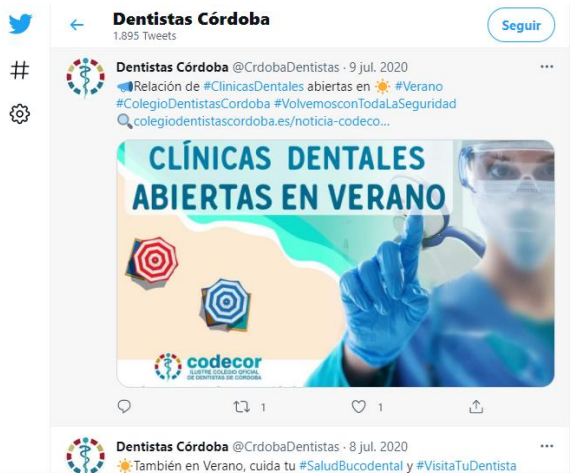 Dentistas Córdoba
1.895 Tweets
Seguir
Dentistas Córdoba @CrdobaDentistas · 9 jul. 2020
Relación de #ClinicasDentales abiertas en #Verano
#ColegioDentistasCordoba #VolvemosconTodaLaSeguridad
colegiodentistascordoba.es/noticia-codeco...
CLÍNICAS DENTALES
ABIERTAS EN VERANO
codecor
ILUSTRE COLEGIO OFICIAL
DE DENTISTAS DE CÓRDOBA
1 1
Dentistas Córdoba @CrdobaDentistas · 8 jul. 2020
También en Verano, cuida tu #SaludBucodental y #VisitaTuDentista